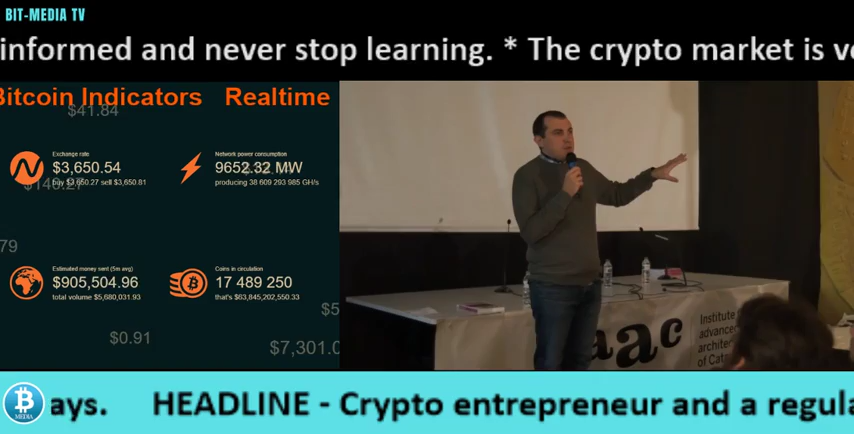 BIT-MEDIA TV
informed and never stop learning. * The crypto market is
Bitcoin Indicators Realtime
$41.84
Exchange rate
$3,650.54
buy $3,650.27 sell $3,650.81
Network power consumption
9652.32 MW
producing 38 609 293 985 GH/s
79
Estimated money sent (5m avg)
$905,504.96
total volume $5,680,031.93
Coins in circulation
17 489 250
that's $63,845,202,550.33
$5
$0.91
$7,301.0
aac
Institute
advanced
architec
of Cata
B
MEDIA
ays. HEADLINE - Crypto entrepreneur and a regula